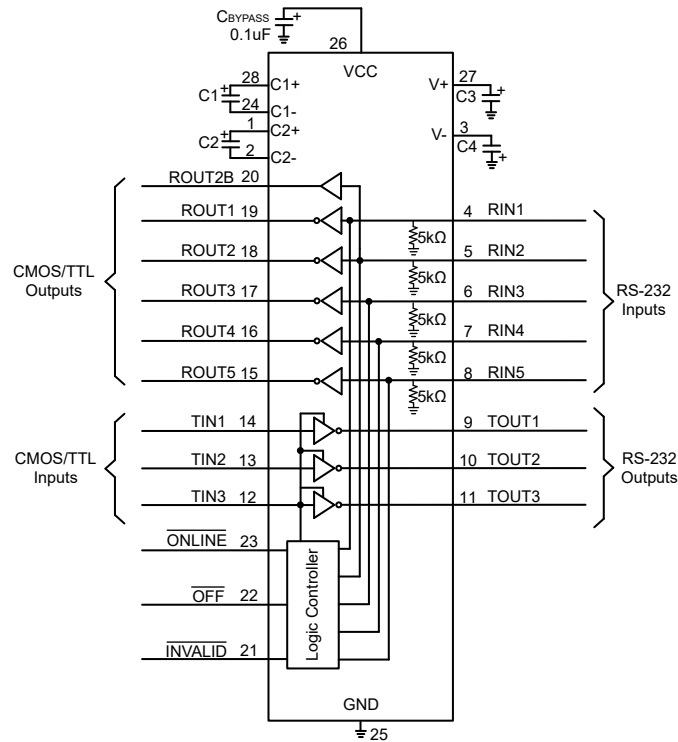 CBYPASS
0.1uF
26
VCC
28 C1+
C1
24 C1-
1 C2+
C2
2 C2-
V+ 27
C3
V- 3
C4
ROUT2B 20
ROUT1 19
4 RIN1
5kΩ
ROUT2 18
5 RIN2
5kΩ
ROUT3 17
6 RIN3
5kΩ
ROUT4 16
7 RIN4
5kΩ
ROUT5 15
8 RIN5
5kΩ
CMOS/TTL
Outputs
RS-232
Inputs
TIN1 14
9 TOUT1
TIN2 13
10 TOUT2
TIN3 12
11 TOUT3
CMOS/TTL
Inputs
RS-232
Outputs
ONLINE 23
OFF 22
INVALID 21
Logic Controller
GND
25